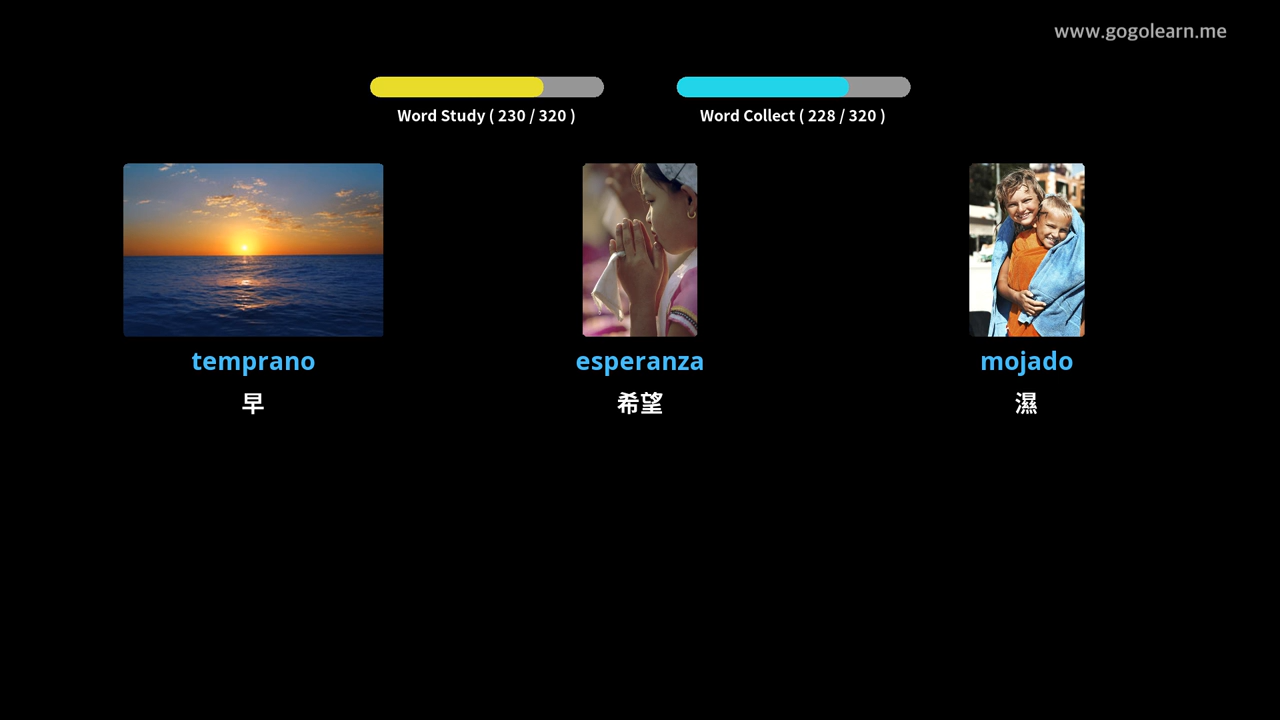 www.gogolearn.me
Word Study ( 230 / 320 )
Word Collect ( 228 / 320 )
temprano
esperanza
mojado
早
希望
濕